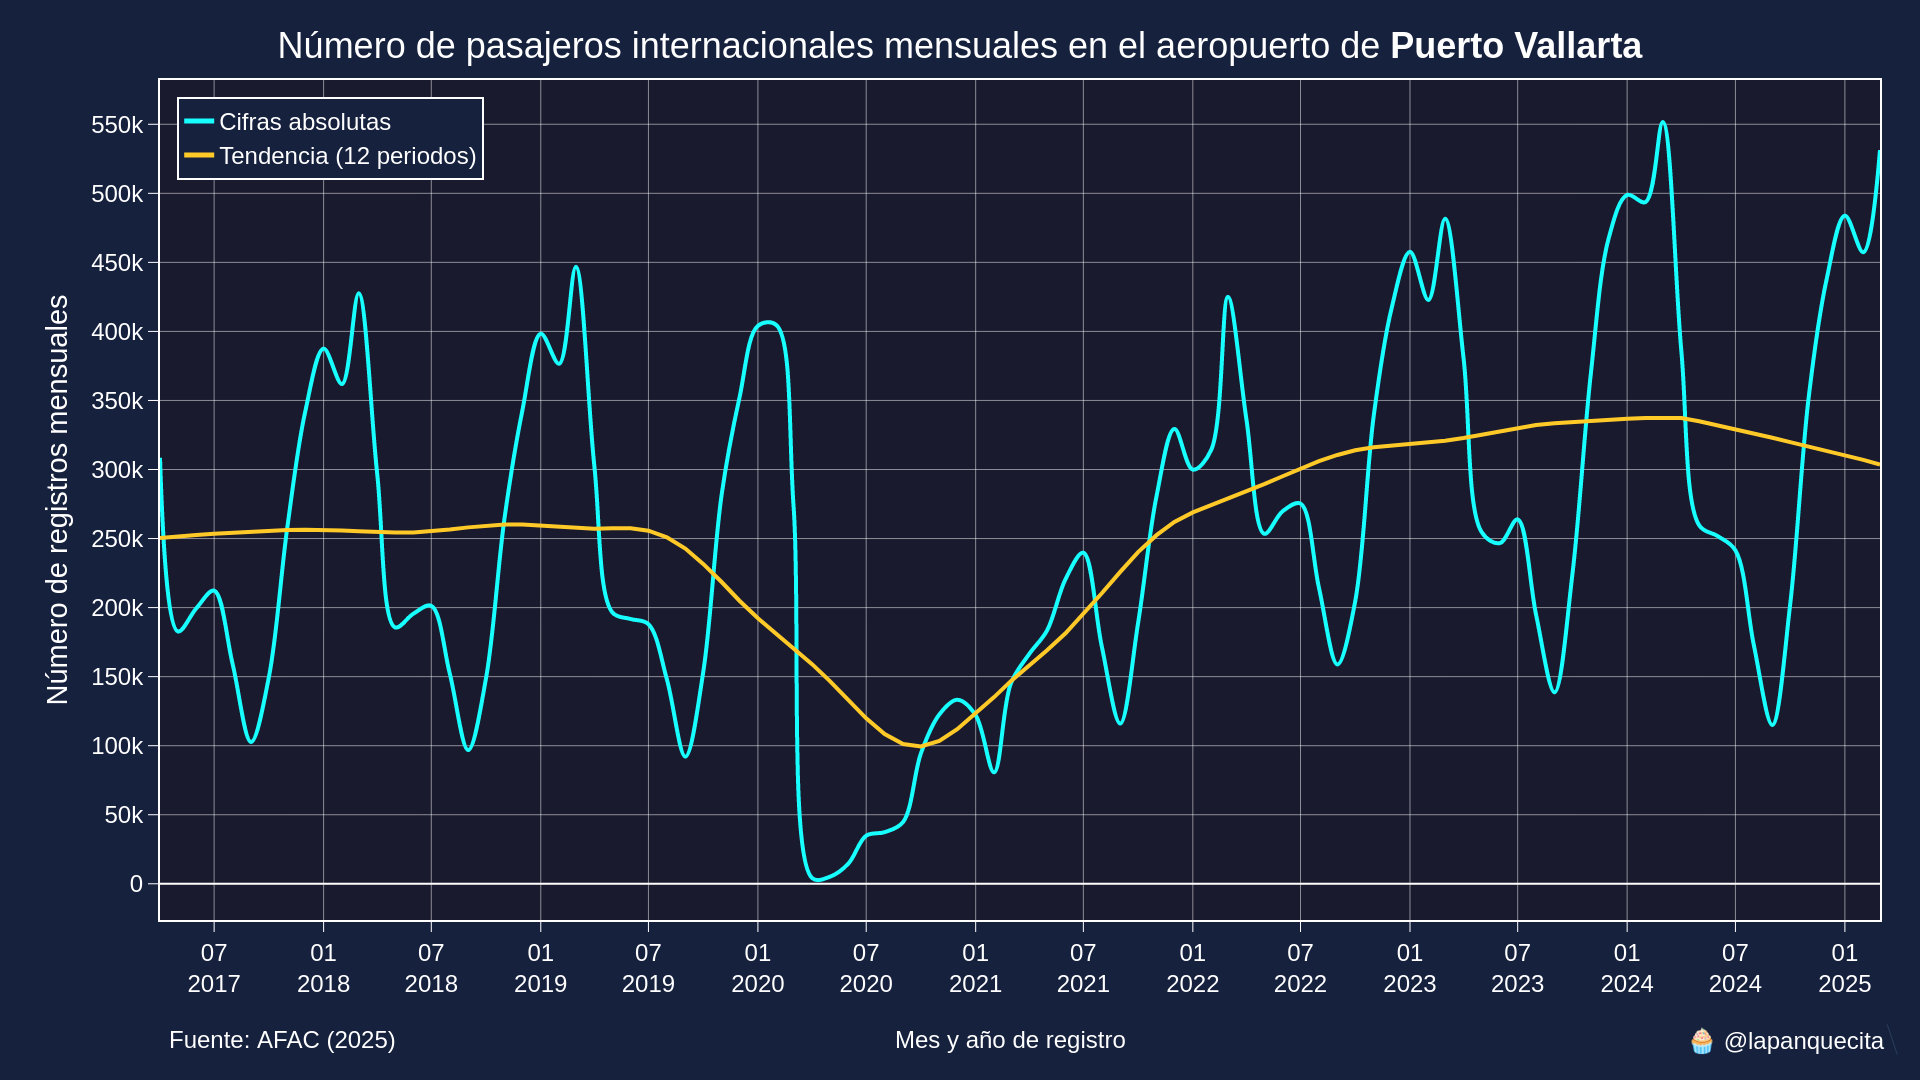 Número de pasajeros internacionales mensuales en el aeropuerto de Puerto Vallarta
Cifras absolutas
Tendencia (12 periodos)
Número de registros mensuales
550k
500k
450k
400k
350k
300k
250k
200k
150k
100k
50k
0
07 01 07 01 07 01 07 01 07 01 07 01 07 01 07 01
2017 2018 2018 2019 2019 2020 2020 2021 2021 2022 2022 2023 2023 2024 2024 2025
Fuente: AFAC (2025)
Mes y año de registro
🧁 @lapanquecita